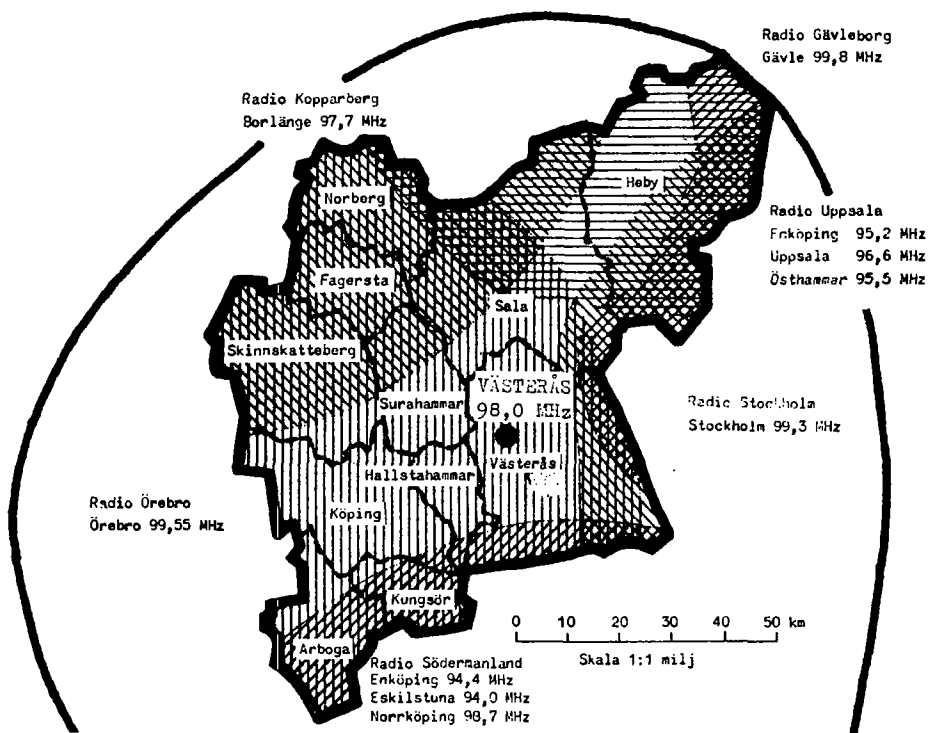 Radio Gävleborg
Gävle 99,8 MHz
Radio Kopparberg
Borlänge 97,7 MHz
Heby
Norberg
Radio Uppsala
Enköping 95,2 MHz
Uppsala 96,6 MHz
Östhammar 95,5 MHz
Fagersta
Sala
Skinnskatteberg
VÄSTERÅS
98,0 MHz
Surahammar
Radio Stockholm
Stockholm 99,3 MHz
Västerås
Hallstahammar
Radio Örebro
Örebro 99,55 MHz
Köping
Kungsör
0 10 20 30 40 50 km
Skala 1:1 milj
Arboga
Radio Södermanland
Enköping 94,4 MHz
Eskilstuna 94,0 MHz
Norrköping 98,7 MHz